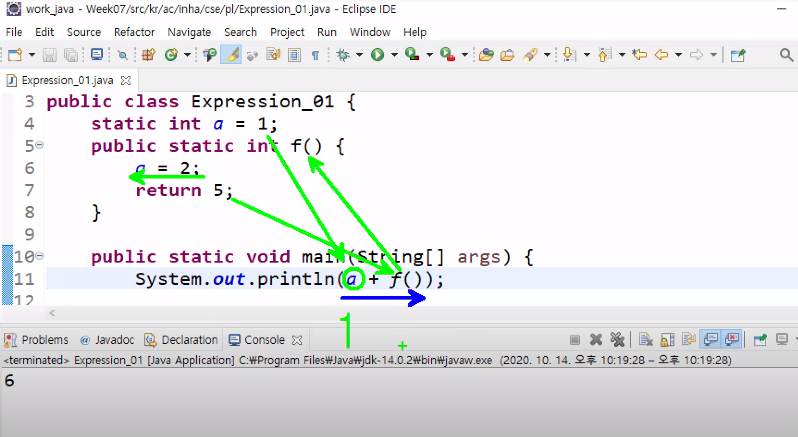 work_java - Week07/src/kr/ac/inha/cse/pl/Expression_01.java - Eclipse IDE
File Edit Source Refactor Navigate Search Project Run Window Help
Expression_01.java
3 public class Expression_01 {
4 static int a = 1;
5 public static int f() {
6 a = 2;
7 return 5;
8 }
9
10 public static void main(String[] args) {
11 System.out.println(a + f());
12
1
Problems @ Javadoc Declaration Console
<terminated> Expression_01 [Java Application] C:₩Program Files₩Java₩jdk-14.0.2₩bin₩javaw.exe (2020. 10. 14. 오후 10:19:28 – 오후 10:19:28)
6